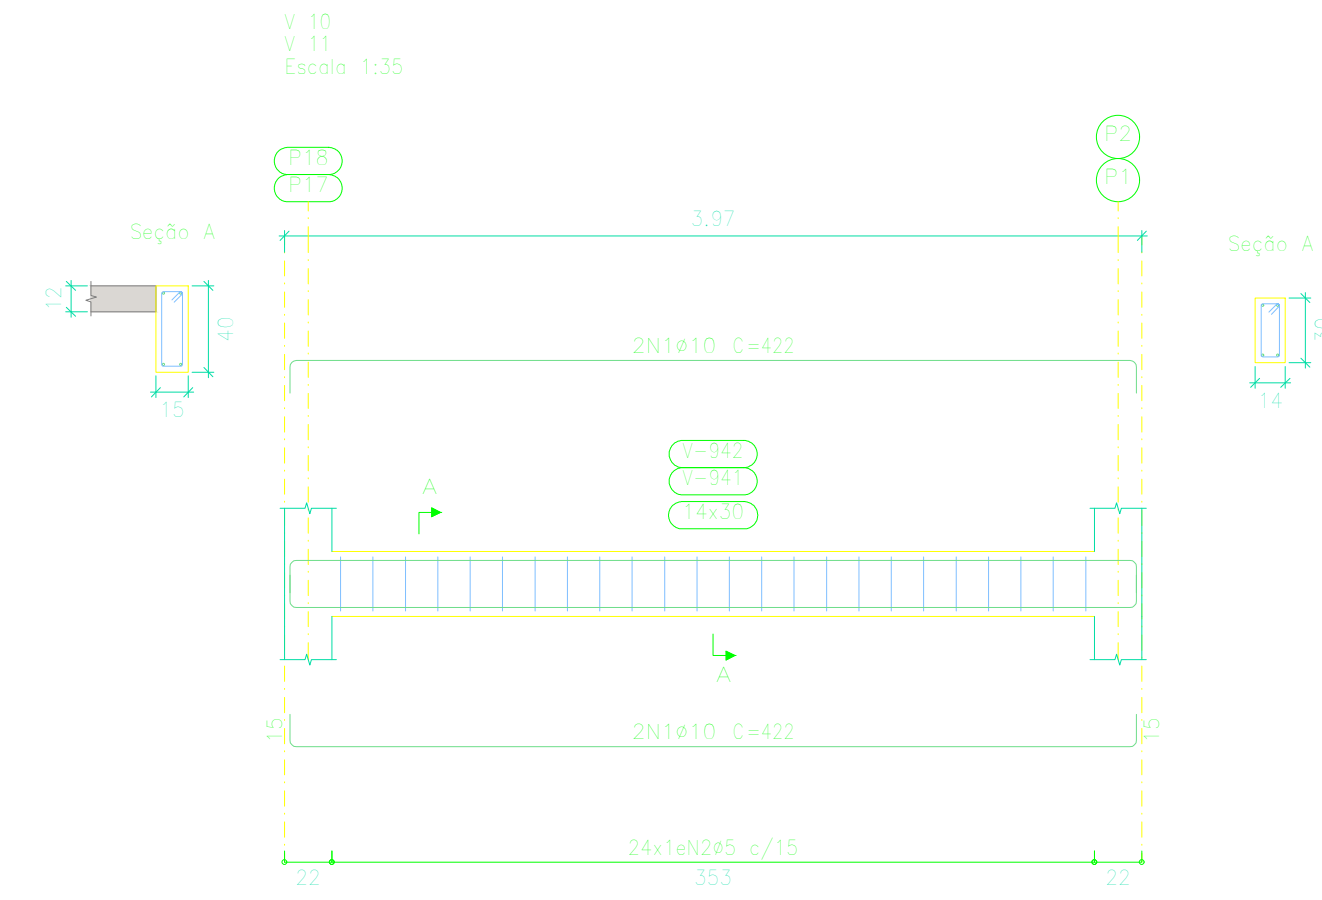 V 10
V 11
Escala 1:35
P18
P17
P2
P1
3.97
Seção A
12
40
15
Seção A
14
2N1ø10 C=422
V-942
V-941
14x30
A
A
15
2N1ø10 C=422
15
24x1eN2ø5 c/15
22
353
22